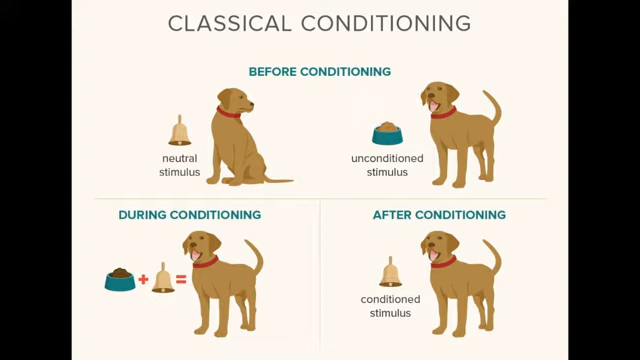 CLASSICAL CONDITIONING
BEFORE CONDITIONING
neutral
stimulus
unconditioned
stimulus
DURING CONDITIONING
+
=
AFTER CONDITIONING
conditioned
stimulus